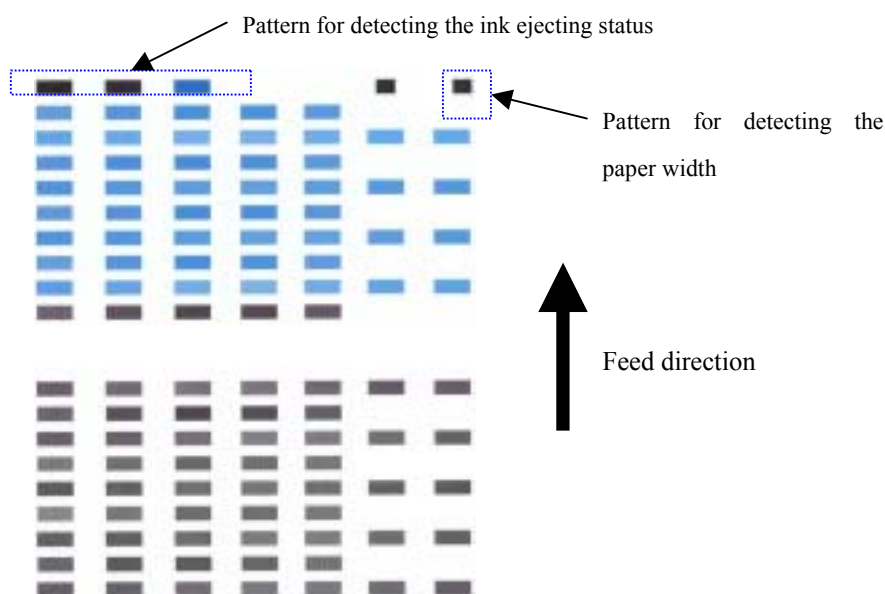 Pattern for detecting the ink ejecting status
Pattern for detecting the
paper width
Feed direction